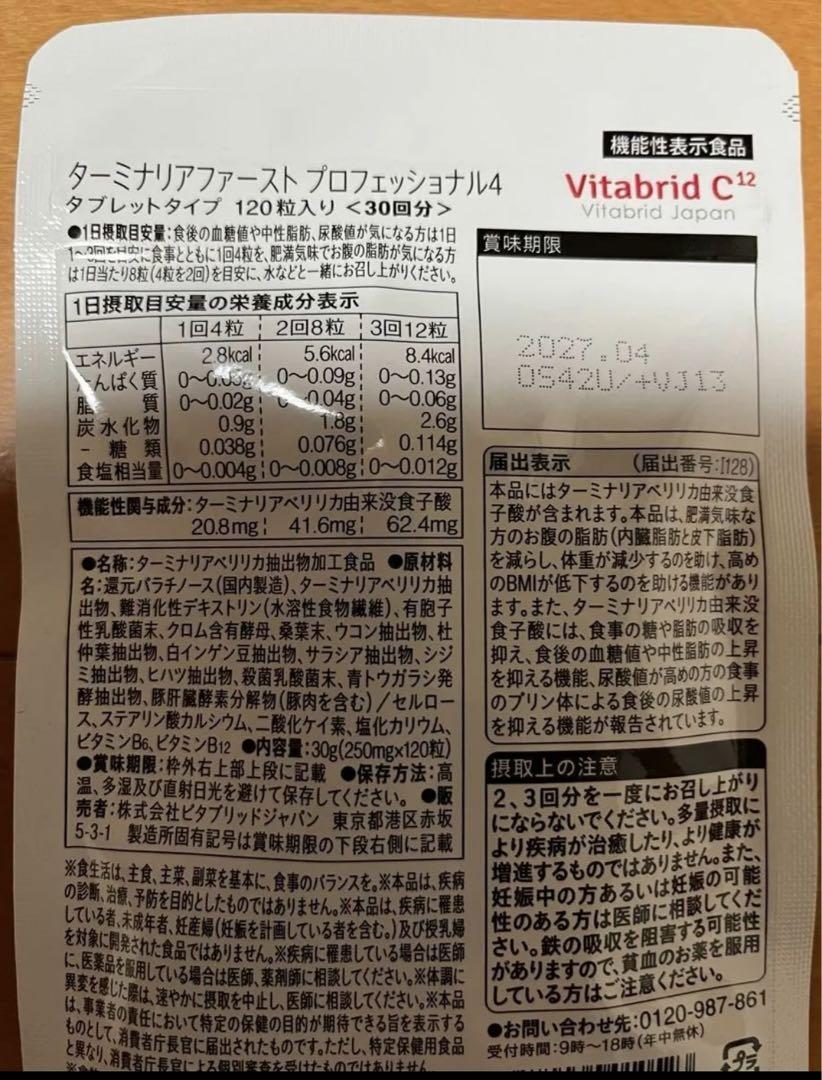 機能性表示食品
ターミナリアファースト プロフェッショナル4
タブレットタイプ 120粒入り <30回分>
Vitabrid C12
Vitabrid Japan
●1日摂取目安量:食後の血糖値や中性脂肪、尿酸値が気になる方は1日
1~3回を目安に食事とともに1回4粒を、肥満気味でお腹の脂肪が気になる方
は1日当たり8粒(4粒を2回)を目安に、水などと一緒にお召し上がりください。
1日摂取目安量の栄養成分表示
1回4粒 2回8粒 3回12粒
エネルギー 2.8kcal 5.6kcal 8.4kcal
たんぱく質 0~0.05g 0~0.09g 0~0.13g
脂質 0~0.02g 0~0.04g 0~0.06g
炭水化物 0.9g 1.8g 2.6g
- 糖類 0.038g 0.076g 0.114g
食塩相当量 0~0.004g 0~0.008g 0~0.012g
機能性関与成分:ターミナリアベリリカ由来没食子酸
20.8mg 41.6mg 62.4mg
●名称:ターミナリアベリリカ抽出物加工食品 ●原材料
名:還元パラチノース(国内製造)、ターミナリアベリリカ抽
出物、難消化性デキストリン(水溶性食物繊維)、有胞子
性乳酸菌末、クロム含有酵母、桑葉末、ウコン抽出物、杜
仲葉抽出物、白インゲン豆抽出物、サラシア抽出物、シジ
ミ抽出物、ヒハツ抽出物、殺菌乳酸菌末、青トウガラシ発
酵抽出物、豚肝臓酵素分解物(豚肉を含む)/セルロー
ス、ステアリン酸カルシウム、二酸化ケイ素、塩化カリウム、
ビタミンB6、ビタミンB12 ●内容量:30g(250mg×120粒)
●賞味期限:枠外右上部上段に記載 ●保存方法:高
温、多湿及び直射日光を避けて保存してください。 ●販
売者:株式会社ビタブリッドジャパン 東京都港区赤坂
5-3-1 製造所固有記号は賞味期限の下段右側に記載
※食生活は、主食、主菜、副菜を基本に、食事のバランスを。※本品は、疾病
の診断、治療、予防を目的としたものではありません。※本品は、疾病に罹患
している者、未成年者、妊産婦(妊娠を計画している者を含む。)及び授乳婦
を対象に開発された食品ではありません。※疾病に罹患している場合は医師
に、医薬品を服用している場合は医師、薬剤師に相談してください。※体調に
異変を感じた際は、速やかに摂取を中止し、医師に相談してください。※本品
は、事業者の責任において特定の保健の目的が期待できる旨を表示する
ものとして、消費者庁長官に届出されたものです。ただし、特定保健用食品
と異なり、消費者庁長官による個別審査を受けたものではありません。
賞味期限
2027.04
0S42U/+VJ13
届出表示 (届出番号:I128)
本品にはターミナリアベリリカ由来没食
子酸が含まれます。本品は、肥満気味な
方のお腹の脂肪(内臓脂肪と皮下脂肪)
を減らし、体重が減少するのを助け、高め
のBMIが低下するのを助ける機能があり
ます。また、ターミナリアベリリカ由来没
食子酸には、食事の糖や脂肪の吸収を
抑え、食後の血糖値や中性脂肪の上昇
を抑える機能、尿酸値が高めの方の食事
のプリン体による食後の尿酸値の上昇
を抑える機能が報告されています。
摂取上の注意
2、3回分を一度にお召し上がり
にならないでください。多量摂取に
より疾病が治癒したり、より健康が
増進するものではありません。また、
妊娠中の方あるいは妊娠の可能
性のある方は医師に相談してくだ
さい。鉄の吸収を阻害する可能性
がありますので、貧血のお薬を服用
している方はご注意ください。
●お問い合わせ先:0120-987-861
受付時間:9時~18時(年中無休)
プラ